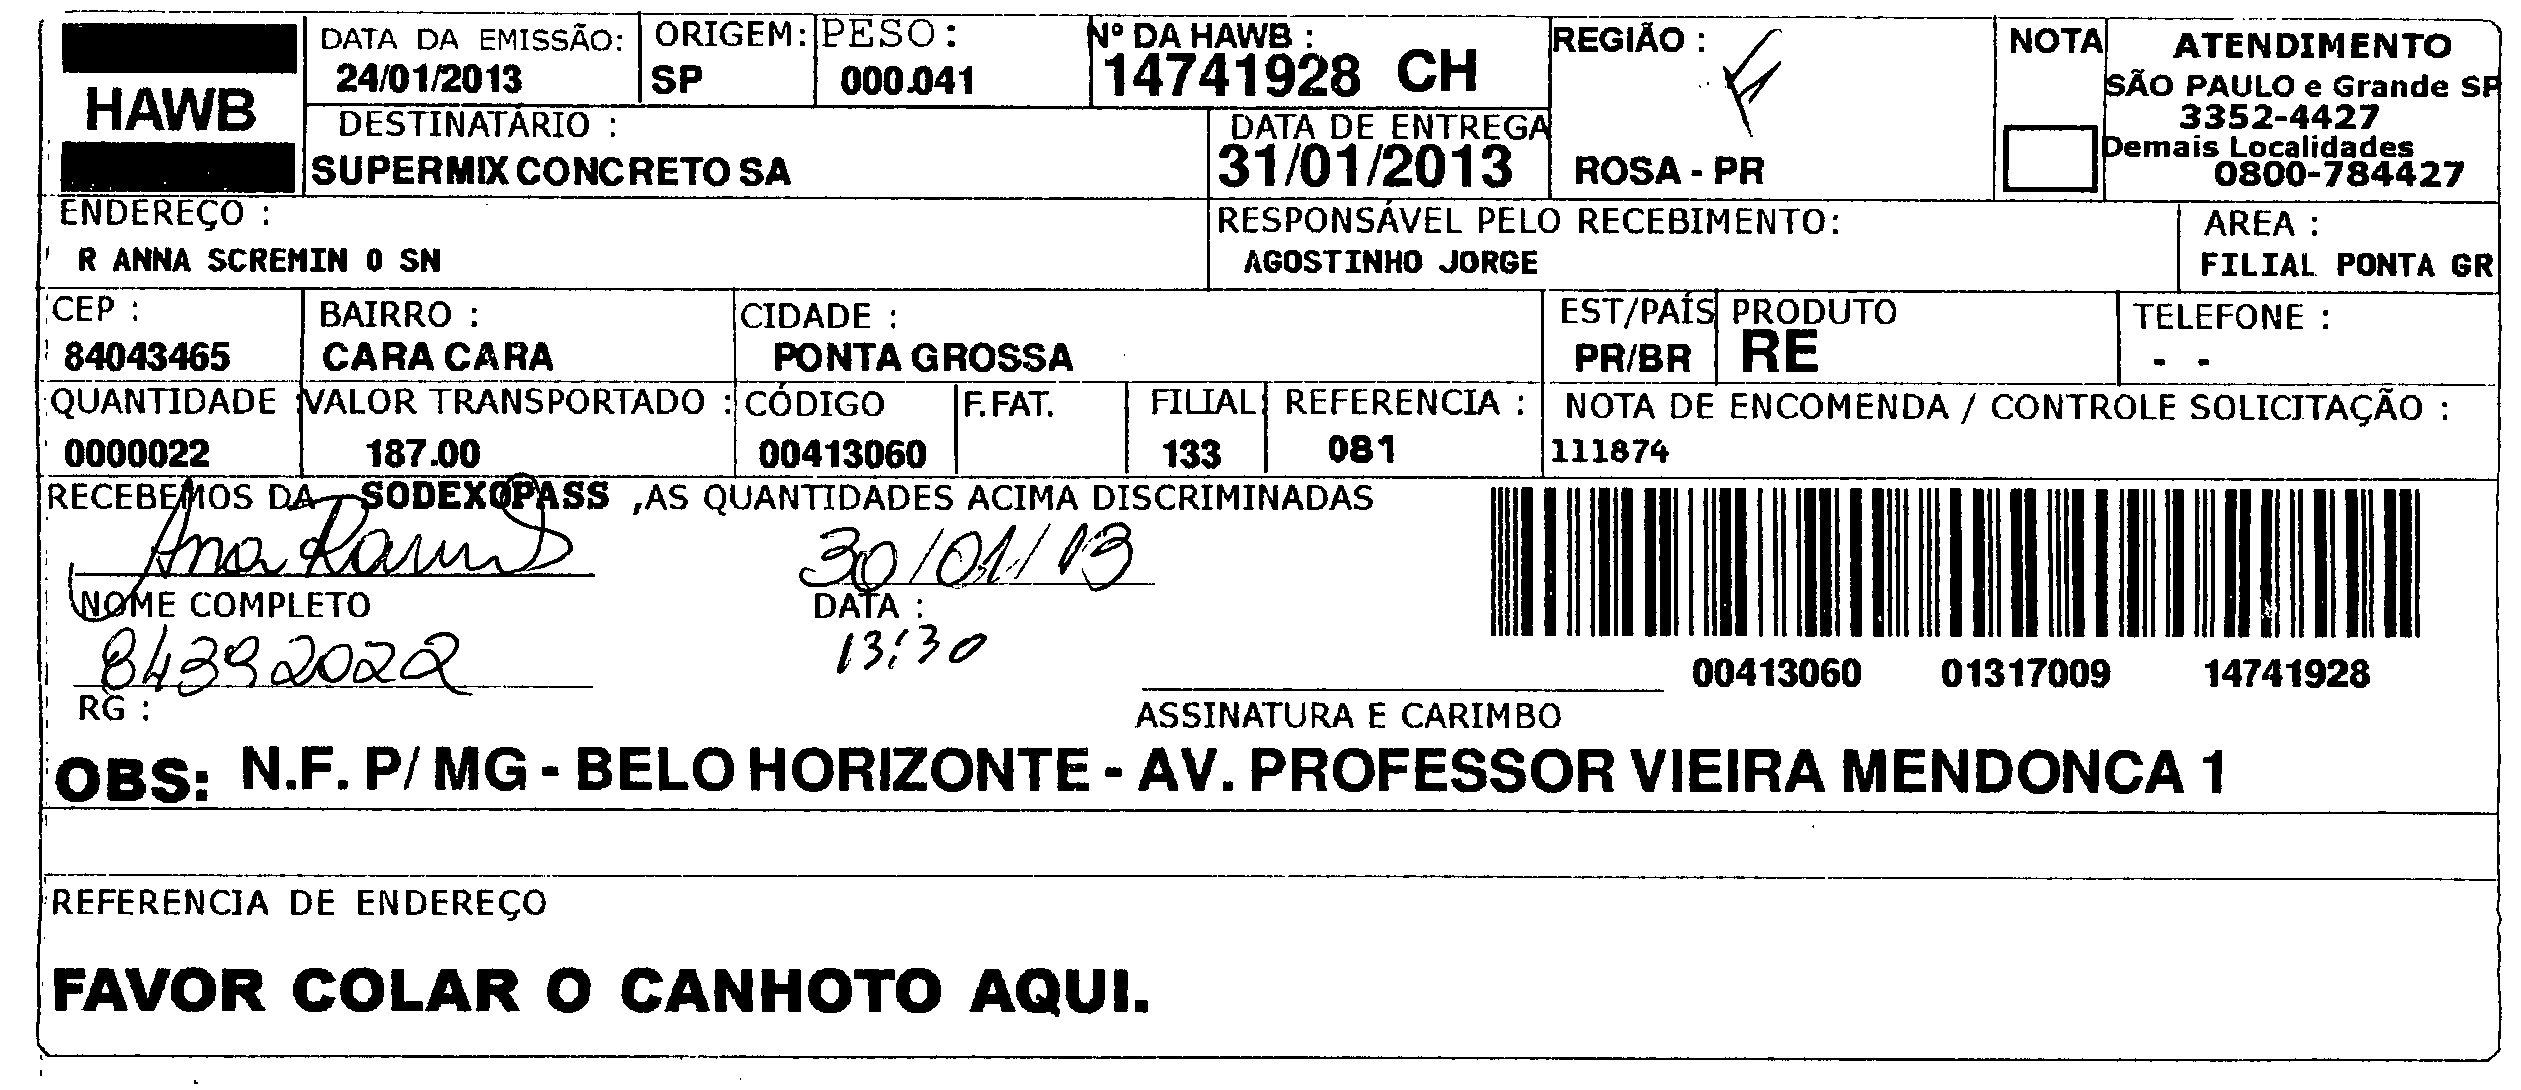 HAWB
DATA DA EMISSÃO:
24/01/2013
ORIGEM:
SP
PESO:
000.041
Nº DA HAWB :
14741928 CH
REGIÃO :
ROSA - PR
NOTA
ATENDIMENTO
SÃO PAULO e Grande SP
3352-4427
Demais Localidades
0800-784427
DESTINATÁRIO :
SUPERMIX CONCRETO SA
DATA DE ENTREGA
31/01/2013
ENDEREÇO :
R ANNA SCREMIN 0 SN
RESPONSÁVEL PELO RECEBIMENTO:
AGOSTINHO JORGE
AREA :
FILIAL PONTA GR
CEP :
84043465
BAIRRO :
CARA CARA
CIDADE :
PONTA GROSSA
EST/PAÍS
PR/BR
PRODUTO
RE
TELEFONE :
- -
QUANTIDADE
0000022
VALOR TRANSPORTADO :
187.00
CÓDIGO
00413060
F.FAT.
FILIAL
133
REFERENCIA :
081
NOTA DE ENCOMENDA / CONTROLE SOLICITAÇÃO :
111874
RECEBEMOS DA SODEXOPASS ,AS QUANTIDADES ACIMA DISCRIMINADAS
Ana Ramos
30/01/13
NOME COMPLETO
DATA :
84392022
13:30
RG :
00413060 01317009 14741928
ASSINATURA E CARIMBO
OBS: N.F. P/ MG - BELO HORIZONTE - AV. PROFESSOR VIEIRA MENDONCA 1
REFERENCIA DE ENDEREÇO
FAVOR COLAR O CANHOTO AQUI.